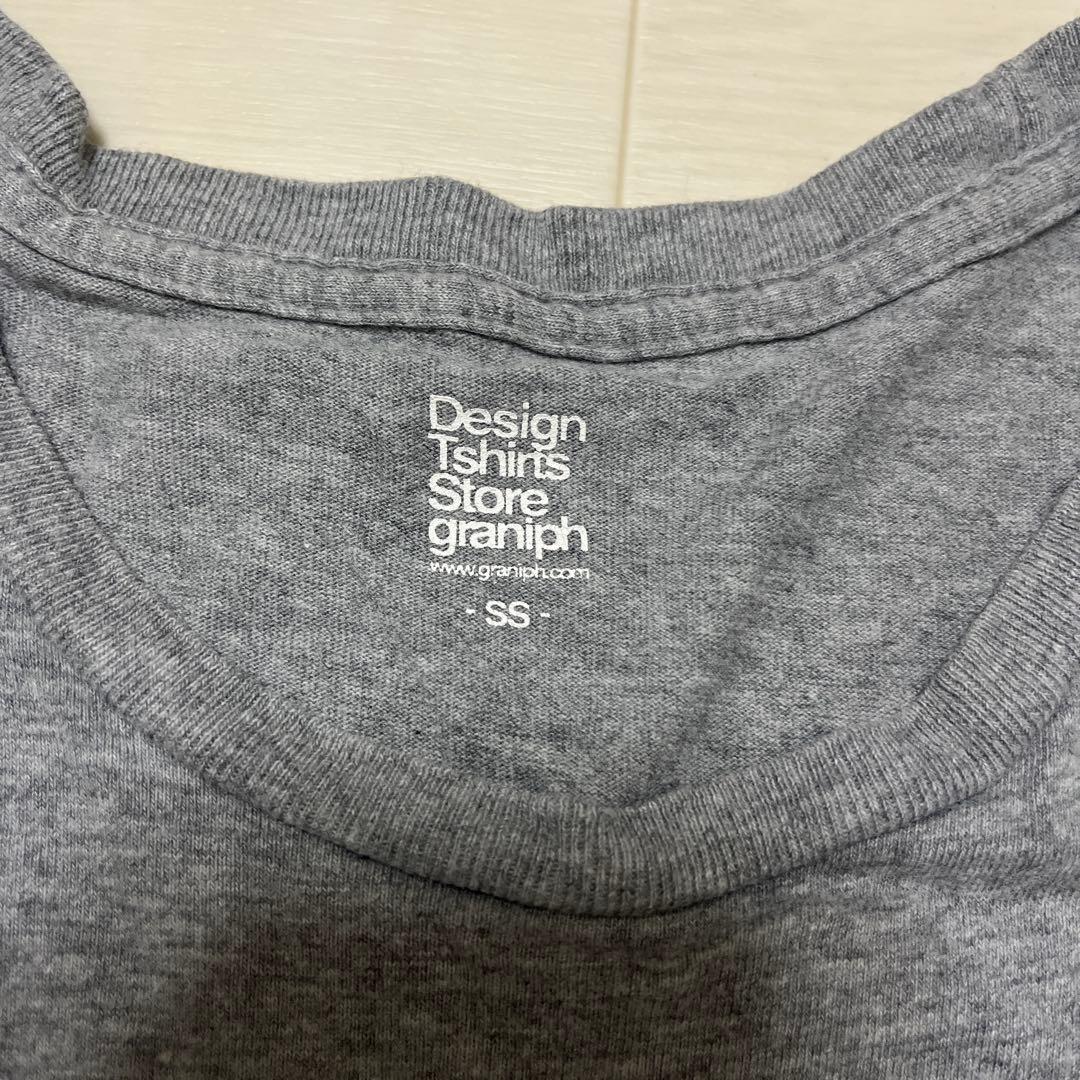 Design
Tshirts
Store
graniph
www.graniph.com
- SS -